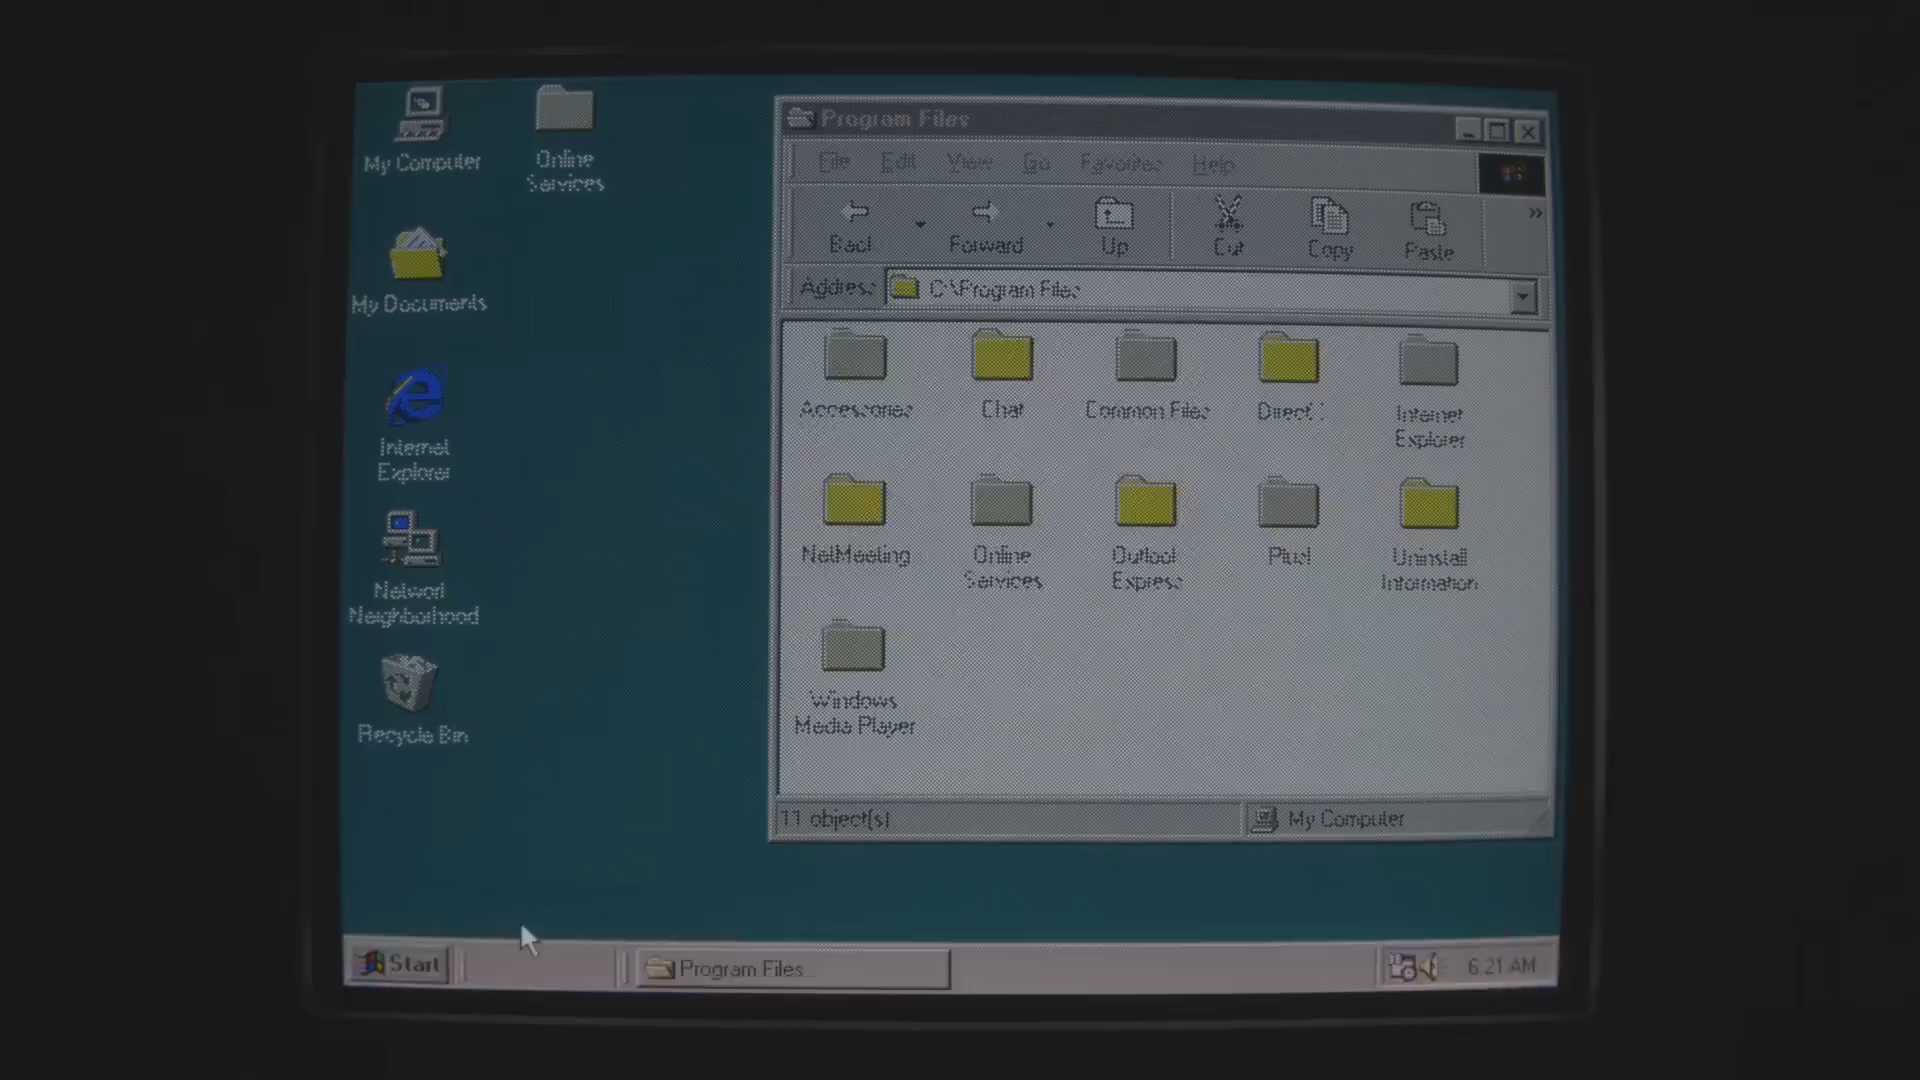 My Computer
Online
Services
My Documents
Internet
Explorer
Network
Neighborhood
Recycle Bin
Program Files
File Edit View Go Favorites Help
Back Forward Up Cut Copy Paste »
Address C:\Program Files
Accessories Chat Common Files DirectX Internet
Explorer
NetMeeting Online
Services Outlook
Express Plus! Uninstall
Information
Windows
Media Player
11 object(s) My Computer
Start Program Files 6:21 AM